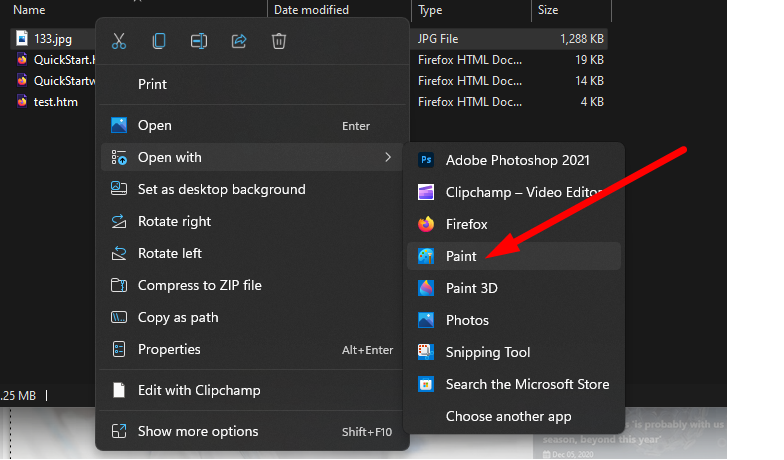 Name Date modified Type Size
133.jpg JPG File 1,288 KB
QuickStart. Firefox HTML Doc... 19 KB
QuickStartw Firefox HTML Doc... 14 KB
test.htm Firefox HTML Doc... 4 KB
Print
Open Enter
Open with
Set as desktop background
Rotate right
Rotate left
Compress to ZIP file
Copy as path
Properties Alt+Enter
Edit with Clipchamp
Show more options Shift+F10
Ps Adobe Photoshop 2021
Clipchamp – Video Editor
Firefox
Paint
Paint 3D
Photos
Snipping Tool
Search the Microsoft Store
Choose another app
.25 MB
'is probably with us
season, beyond this year'
Dec 05, 2020